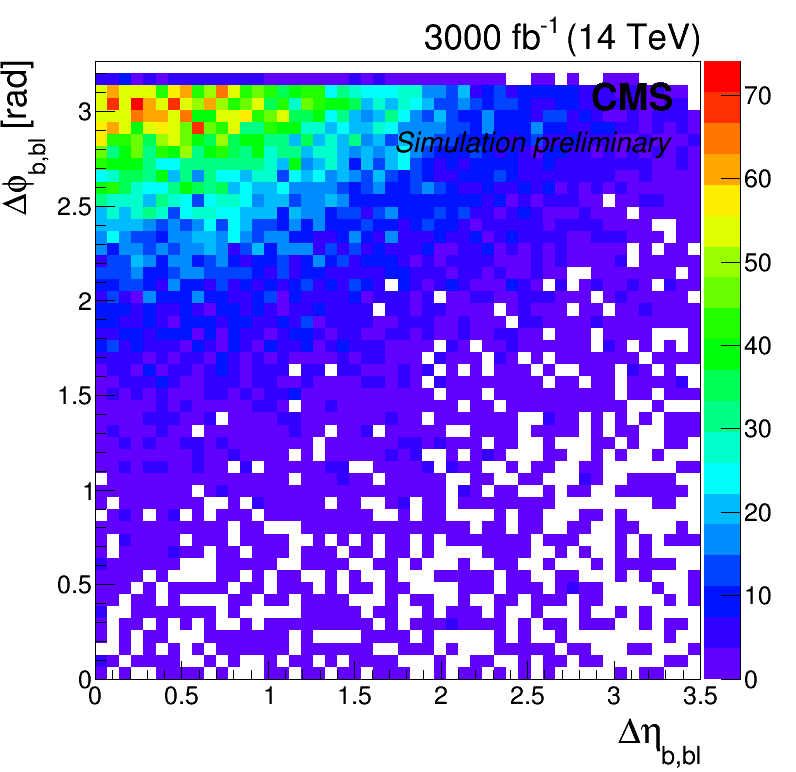 3000 fb-1 (14 TeV)
CMS
Simulation preliminary
Δϕb,bl [rad]
3
2.5
2
1.5
1
0.5
0
0 0.5 1 1.5 2 2.5 3 3.5
Δηb,bl
70
60
50
40
30
20
10
0